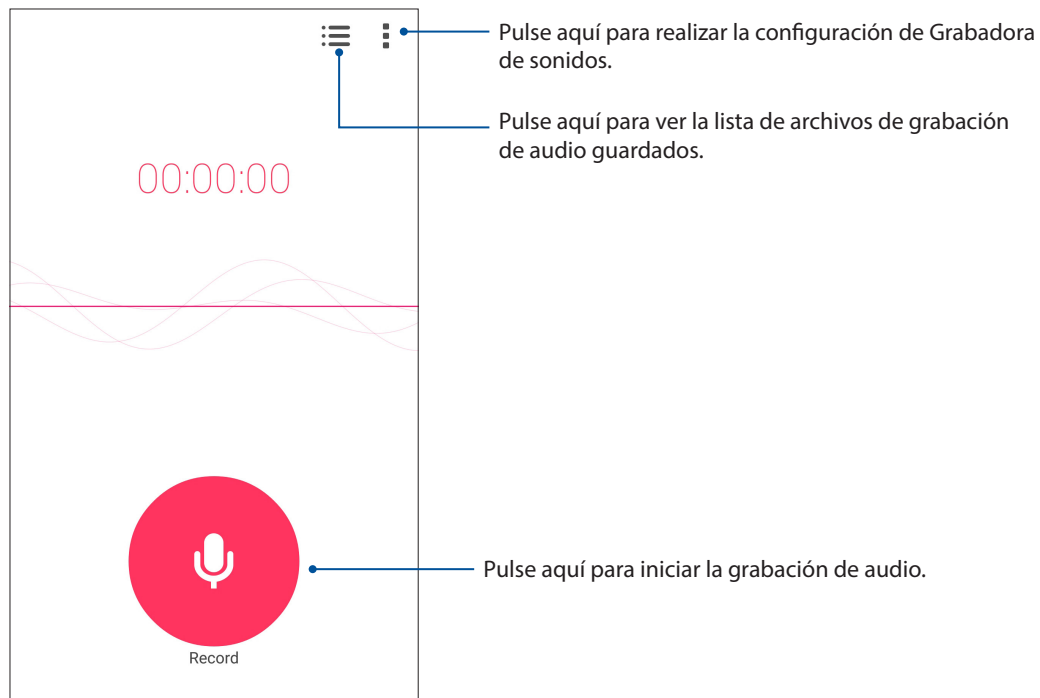 Pulse aquí para realizar la configuración de Grabadora
de sonidos.
Pulse aquí para ver la lista de archivos de grabación
de audio guardados.
00:00:00
Pulse aquí para iniciar la grabación de audio.
Record